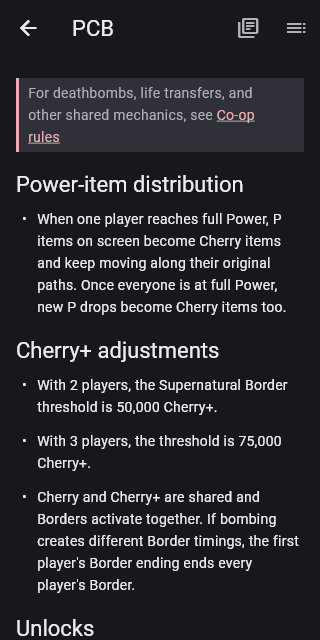 PCB
For deathbombs, life transfers, and
other shared mechanics, see Co-op
rules
Power-item distribution
• When one player reaches full Power, P
items on screen become Cherry items
and keep moving along their original
paths. Once everyone is at full Power,
new P drops become Cherry items too.
Cherry+ adjustments
• With 2 players, the Supernatural Border
threshold is 50,000 Cherry+.
• With 3 players, the threshold is 75,000
Cherry+.
• Cherry and Cherry+ are shared and
Borders activate together. If bombing
creates different Border timings, the first
player's Border ending ends every
player's Border.
Unlocks